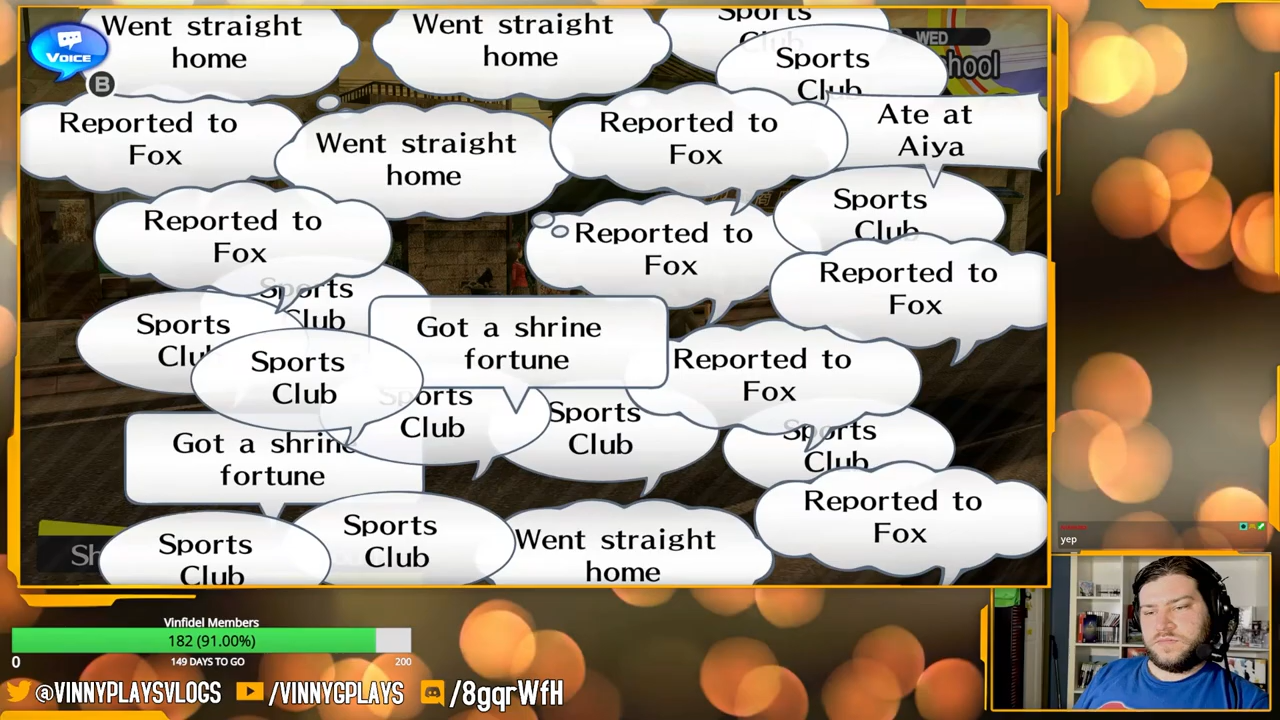 Went straight
home
Went straight
home
Sports
Club
WED
hool
VOICE
B
Sports
Club
Reported to
Fox
Went straight
home
Reported to
Fox
Ate at
Aiya
Reported to
Fox
Reported to
Fox
Sports
Club
Reported to
Fox
Sports
Club
Sports
Club
Sports
Club
Got a shrine
fortune
Reported to
Fox
Sports
Club
Sports
Club
Sports
Club
Got a shrine
fortune
Reported to
Fox
Sh
Sports
Club
Sports
Club
Went straight
home
yep
Vinfidel Members
182 (91.00%)
0
149 DAYS TO GO
200
@VINNYPLAYSVLOGS
/VINNYGPLAYS
/8gqrWfH